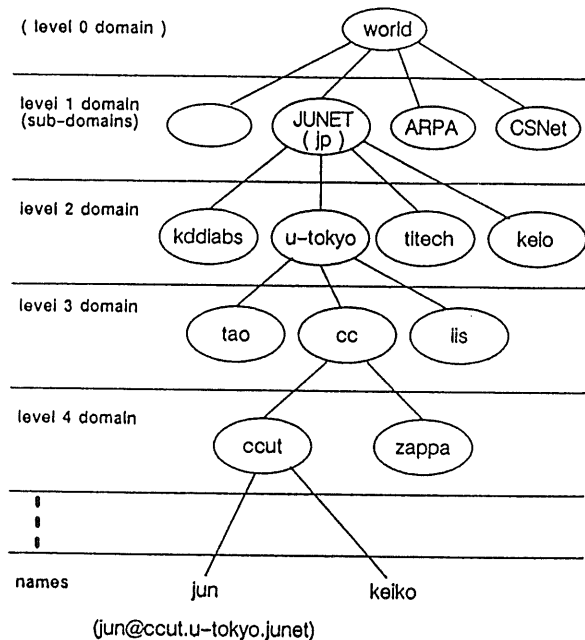 ( level 0 domain )
world
level 1 domain
(sub-domains)
JUNET
( jp )
ARPA
CSNet
level 2 domain
kddlabs
u-tokyo
titech
keio
level 3 domain
tao
cc
iis
level 4 domain
ccut
zappa
names
jun
keiko
(jun@ccut.u-tokyo.junet)